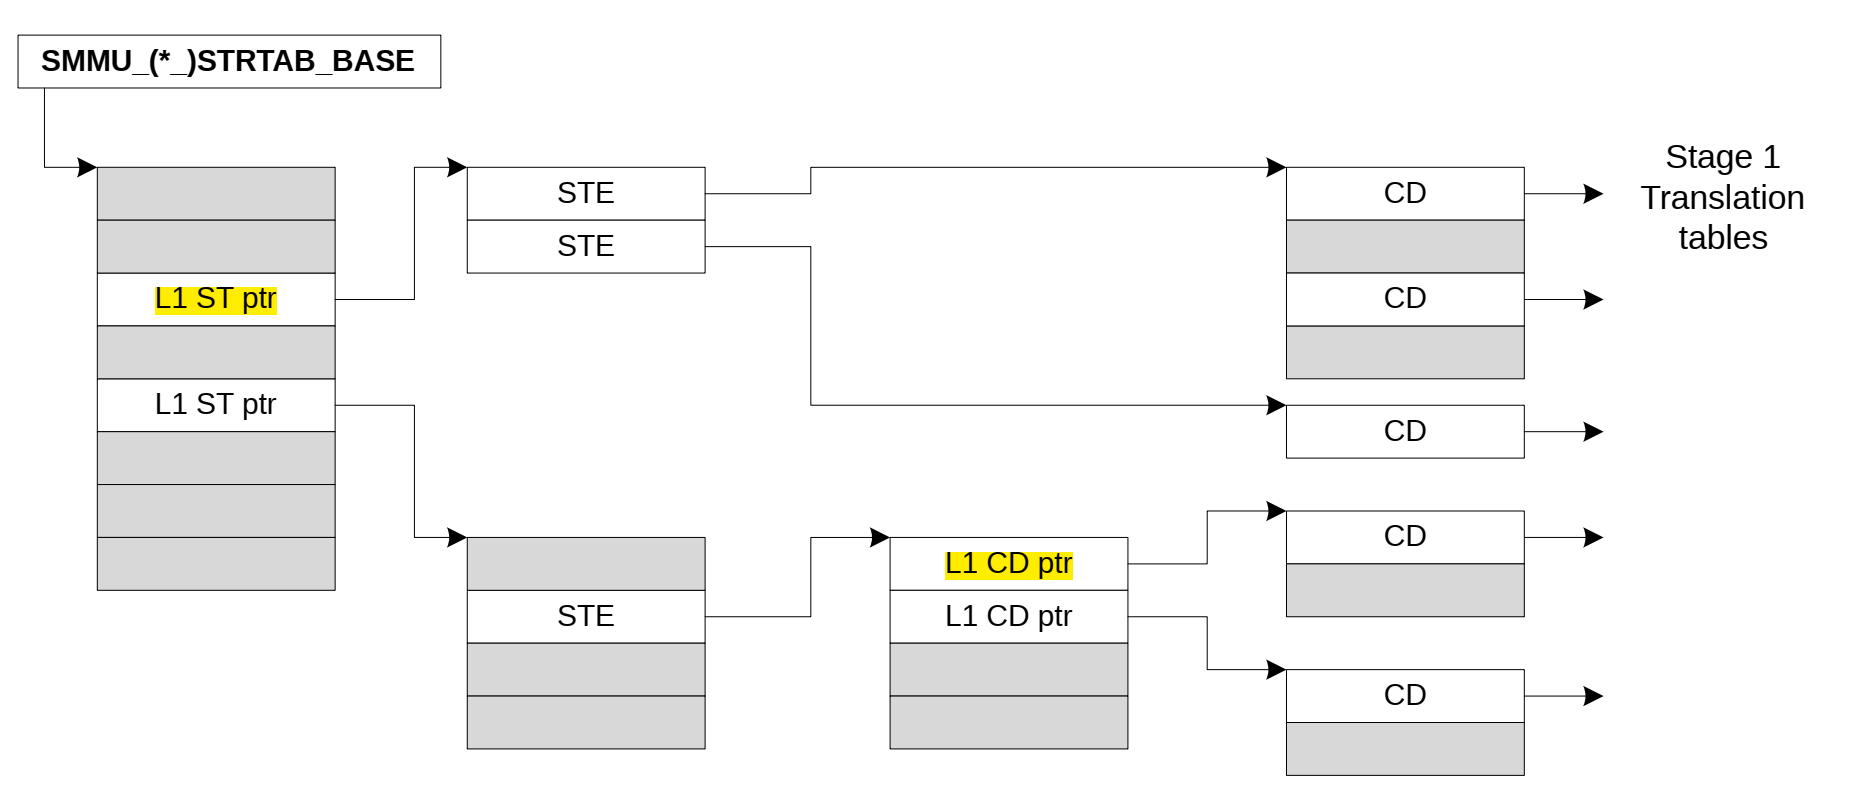 SMMU_(*_)STRTAB_BASE
Stage 1
Translation
tables
STE
CD
STE
L1 ST ptr
CD
L1 ST ptr
CD
L1 CD ptr
CD
STE
L1 CD ptr
CD